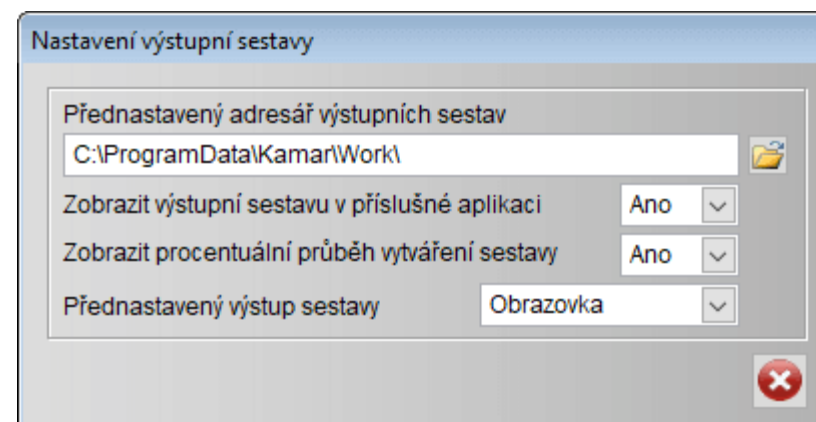 Nastavení výstupní sestavy
Přednastavený adresář výstupních sestav
C:\ProgramData\Kamar\Work\
Zobrazit výstupní sestavu v příslušné aplikaci Ano
Zobrazit procentuální průběh vytváření sestavy Ano
Přednastavený výstup sestavy Obrazovka